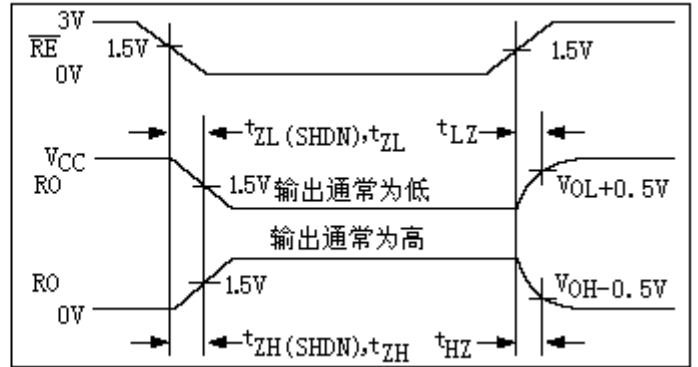 3V
RE
1.5V
1.5V
0V
tZL(SHDN),tZL
tLZ
VCC
RO
1.5V
输出通常为低
VOL+0.5V
输出通常为高
RO
1.5V
VOH-0.5V
0V
tZH(SHDN),tZH
tHZ